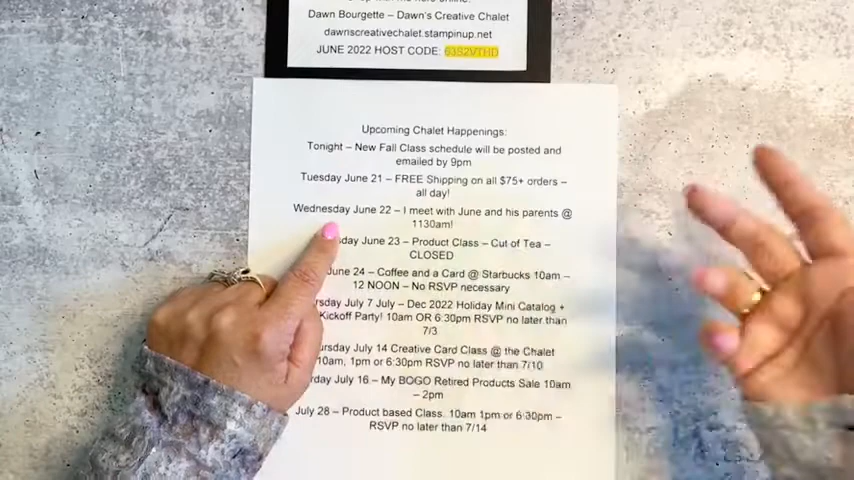 Dawn Bourgette – Dawn's Creative Chalet
dawnscreativechalet.stampinup.net
JUNE 2022 HOST CODE: 63S2VTHD
Upcoming Chalet Happenings:
Tonight – New Fall Class schedule will be posted and
emailed by 9pm
Tuesday June 21 – FREE Shipping on all $75+ orders –
all day!
Wednesday June 22 – I meet with June and his parents @
1130am!
sday June 23 – Product Class – Cut of Tea –
CLOSED
June 24 – Coffee and a Card @ Starbucks 10am –
12 NOON – No RSVP necessary
rsday July 7 July – Dec 2022 Holiday Mini Catalog +
Kickoff Party! 10am OR 6:30pm RSVP no later than
7/3
ursday July 14 Creative Card Class @ the Chalet
10am, 1pm or 6:30pm RSVP no later than 7/10
rday July 16 – My BOGO Retired Products Sale 10am
– 2pm
July 28 – Product based Class. 10am 1pm or 6:30pm –
RSVP no later than 7/14